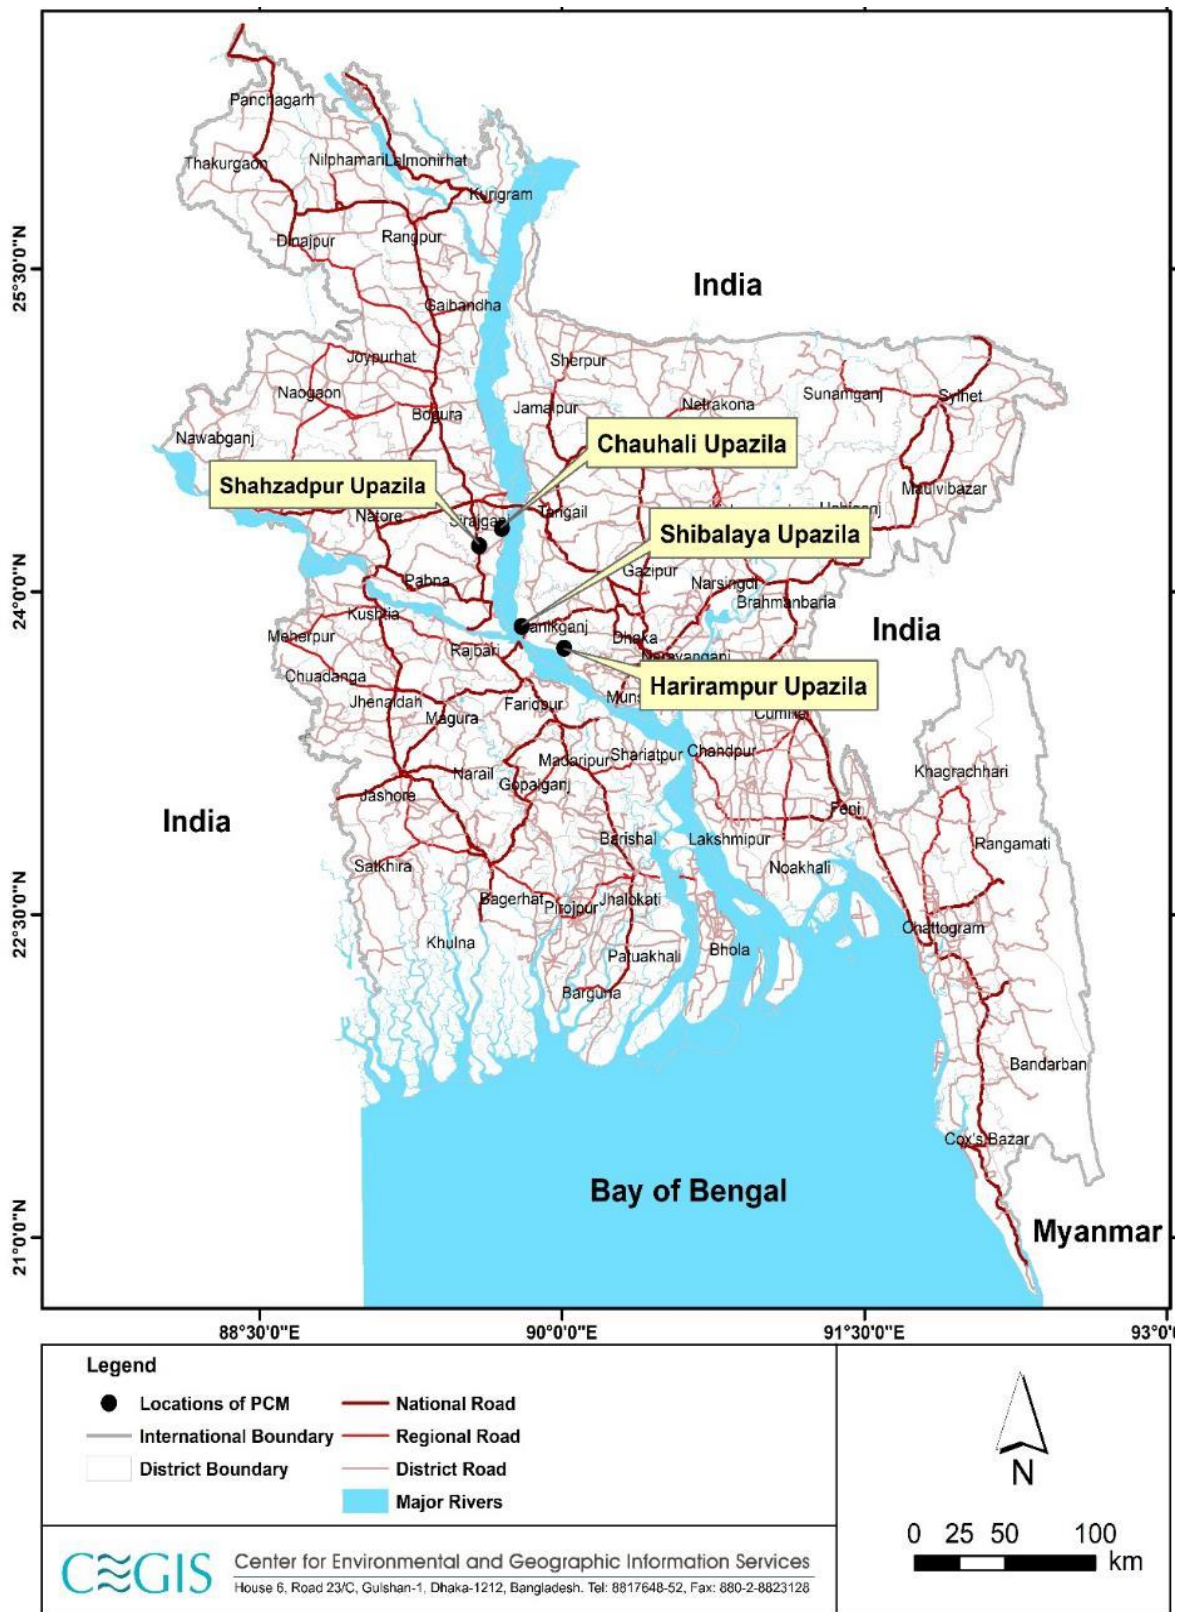 Panchagarh
Thakurgaon
Nilphamari
Lalmonirhat
Kurigram
Dinajpur
Rangpur
25°30'0"N
India
Gaibandha
Joypurhat
Sherpur
Naogaon
Sunamganj
Sylhet
Bogura
Jamalpur
Netrakona
Nawabganj
Chauhali Upazila
Shahzadpur Upazila
Maulvibazar
Natore
Tangail
Shibalaya Upazila
Pabna
Gazipur
Narsingdi
24°0'0"N
Brahmanbaria
Kushtia
Meherpur
Dhaka
India
Rajbari
Chuadanga
Harirampur Upazila
Jhenaidah
Faridpur
Magura
Shariatpur
Chandpur
Madaripur
Narail
Gopalganj
Khagrachhari
Jashore
Feni
India
Barishal
Lakshmipur
Rangamati
Satkhira
Noakhali
Bagerhat
Pirojpur
Jhalokati
22°30'0"N
Chattogram
Khulna
Patuakhali
Bhola
Barguna
Bandarban
Cox's Bazar
Bay of Bengal
Myanmar
21°0'0"N
88°30'0"E
90°0'0"E
91°30'0"E
Legend
Locations of PCM
National Road
International Boundary
Regional Road
District Boundary
District Road
Major Rivers
N
0 25 50 100
km
CEGIS
Center for Environmental and Geographic Information Services
House 6, Road 23/C, Gulshan-1, Dhaka-1212, Bangladesh. Tel: 8817648-52, Fax: 880-2-8823128